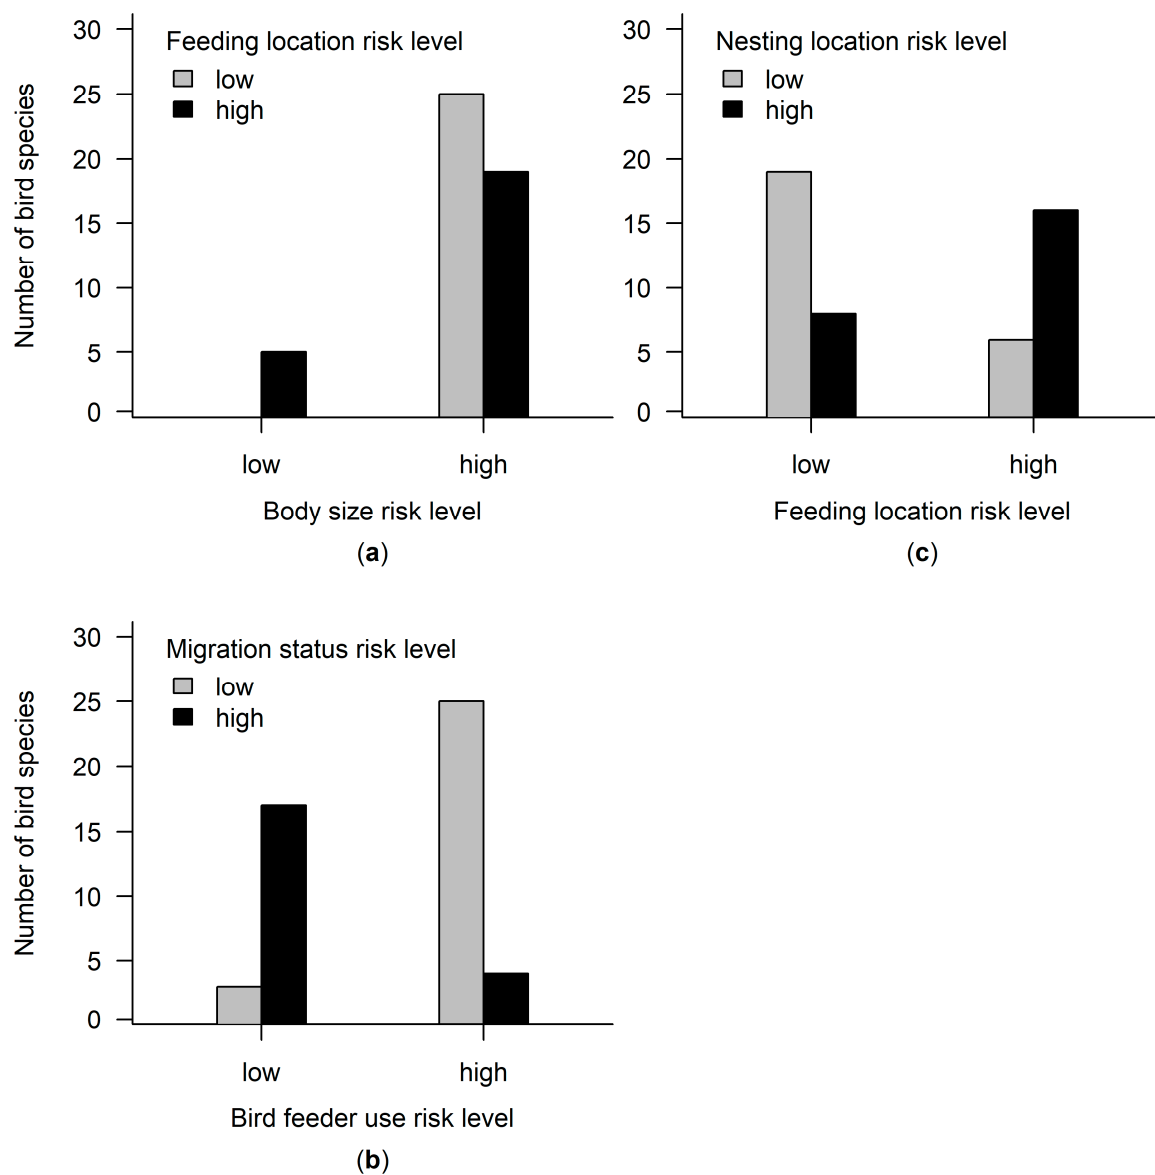 30
25
20
15
10
5
0
Number of bird species
Feeding location risk level
low
high
low
high
Body size risk level
(a)
30
25
20
15
10
5
0
Nesting location risk level
low
high
low
high
Feeding location risk level
(c)
30
25
20
15
10
5
0
Number of bird species
Migration status risk level
low
high
low
high
Bird feeder use risk level
(b)